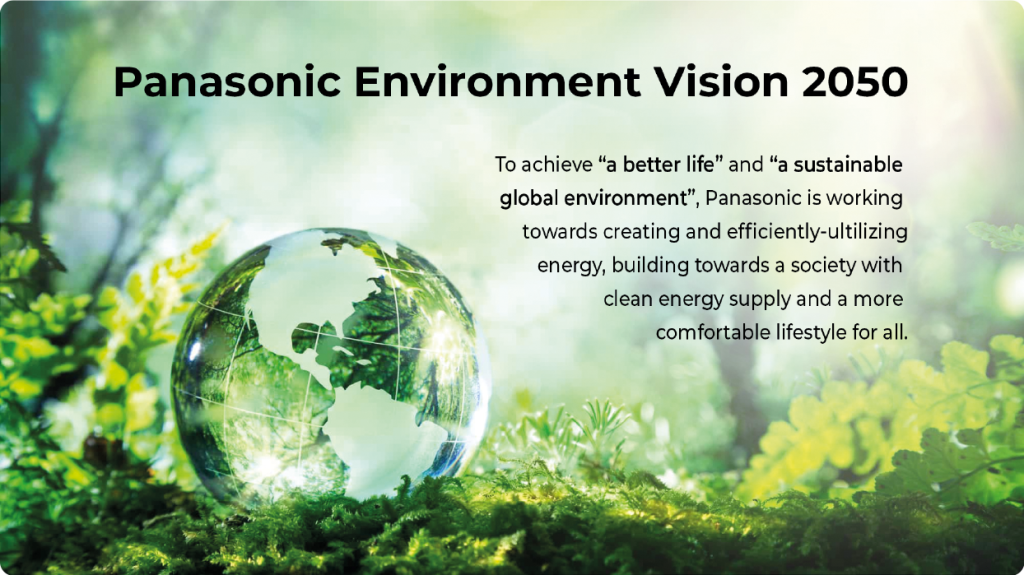 Panasonic Environment Vision 2050
To achieve “a better life” and “a sustainable
global environment”, Panasonic is working
towards creating and efficiently-ultilizing
energy, building towards a society with
clean energy supply and a more
comfortable lifestyle for all.